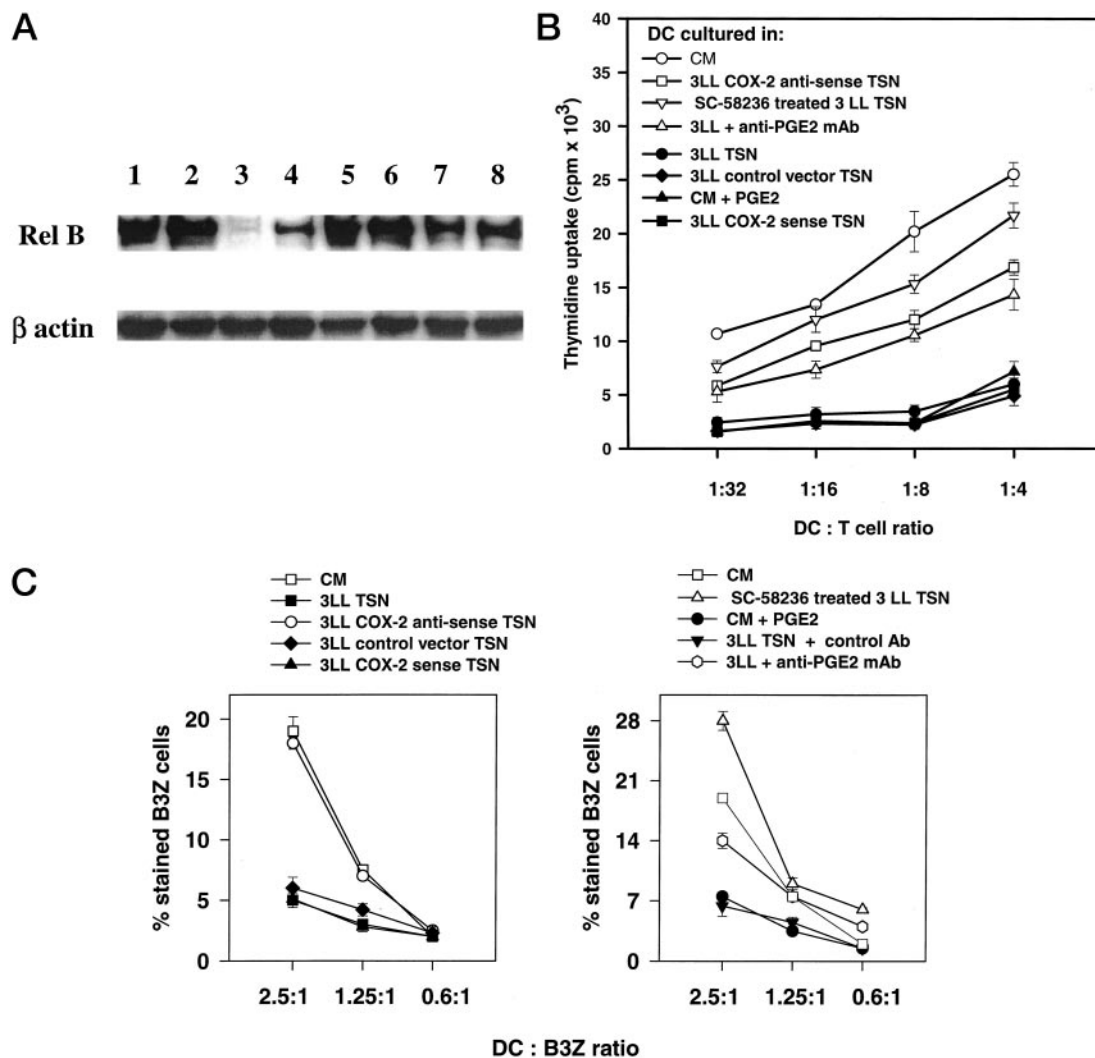 A
1 2 3 4 5 6 7 8
Rel B
β actin
B
DC cultured in:
CM
3LL COX-2 anti-sense TSN
SC-58236 treated 3 LL TSN
3LL + anti-PGE2 mAb
3LL TSN
3LL control vector TSN
CM + PGE2
3LL COX-2 sense TSN
Thymidine uptake (cpm x 10³)
40
35
30
25
20
15
10
5
0
1:32 1:16 1:8 1:4
DC : T cell ratio
C
CM
3LL TSN
3LL COX-2 anti-sense TSN
3LL control vector TSN
3LL COX-2 sense TSN
% stained B3Z cells
20
15
10
5
0
2.5:1 1.25:1 0.6:1
CM
SC-58236 treated 3 LL TSN
CM + PGE2
3LL TSN + control Ab
3LL + anti-PGE2 mAb
% stained B3Z cells
28
21
14
7
0
2.5:1 1.25:1 0.6:1
DC : B3Z ratio